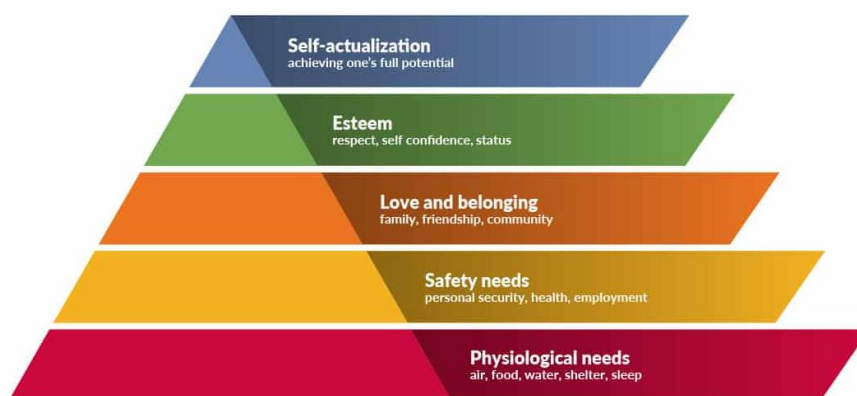 Self-actualization
achieving one's full potential
Esteem
respect, self confidence, status
Love and belonging
family, friendship, community
Safety needs
personal security, health, employment
Physiological needs
air, food, water, shelter, sleep